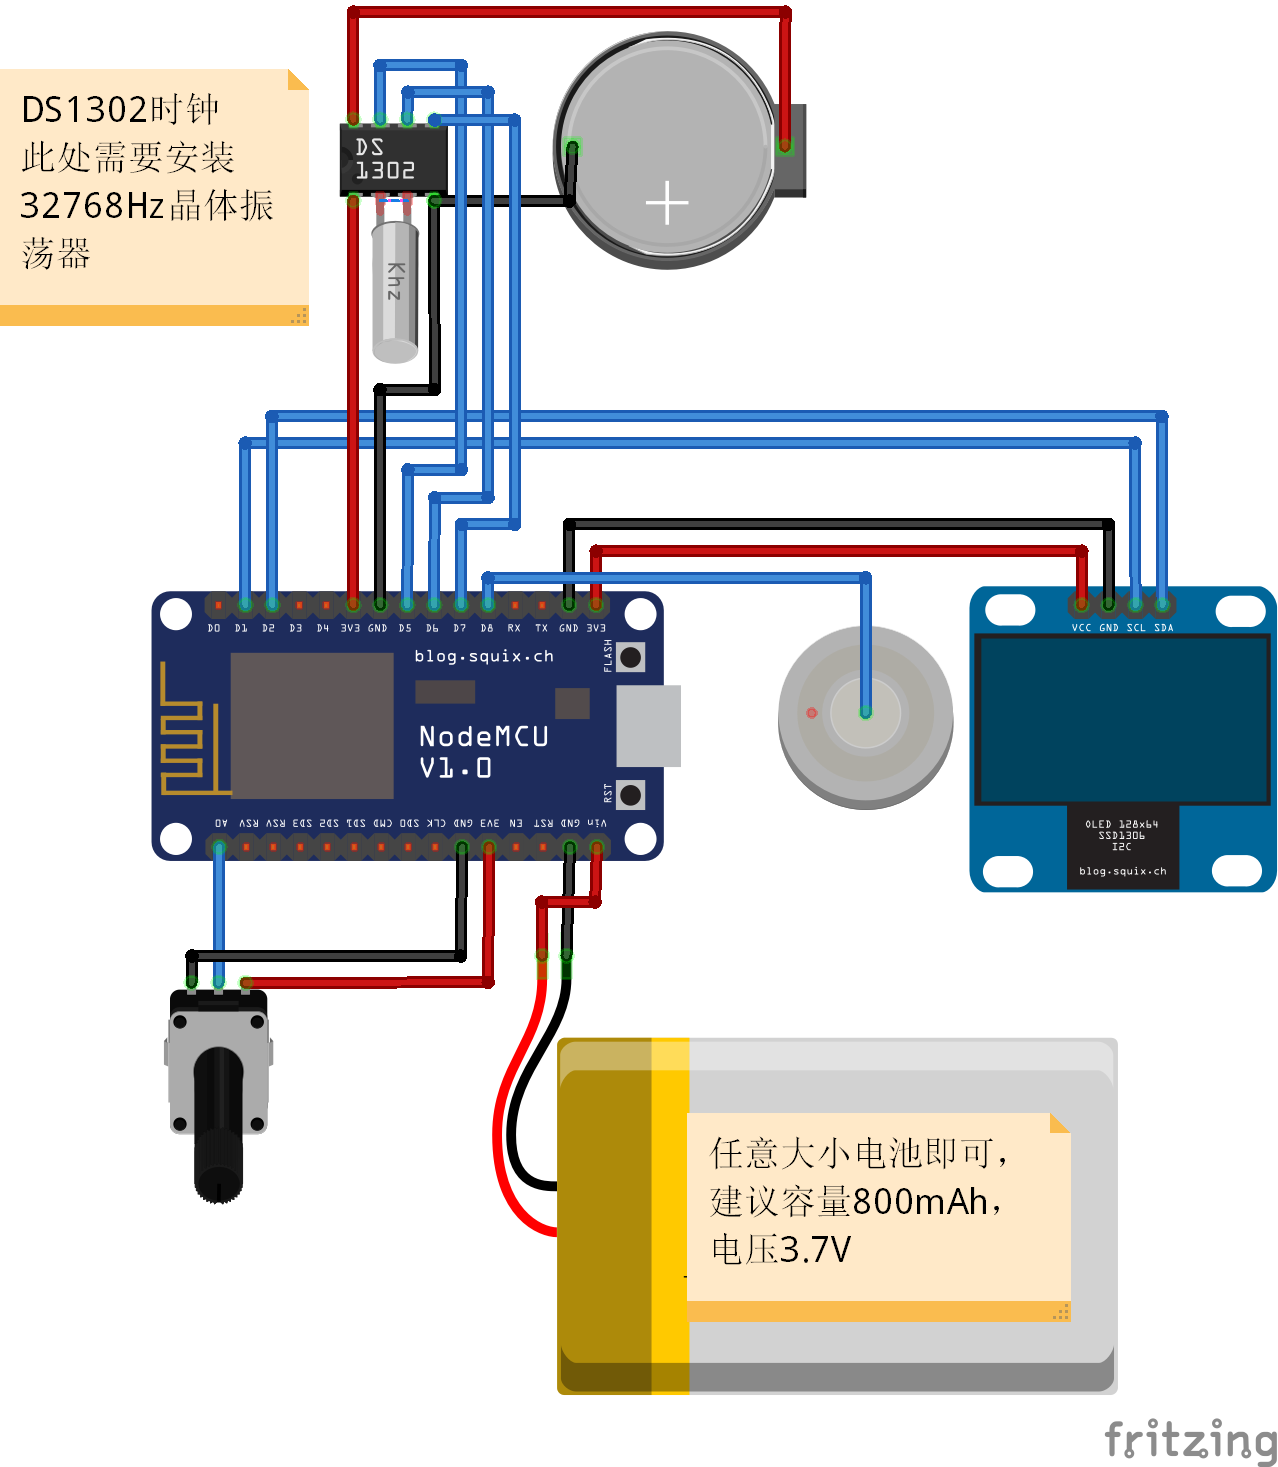 DS1302时钟
此处需要安装
32768Hz晶体振
荡器
DS
1302
Khz
D0 D1 D2 D3 D4 3V3 GND D5 D6 D7 D8 RX TX GND 3V3
blog.squix.ch
FLASH
NodeMCU
V1.0
RST
A0 RSV RSV SD3 SD2 SD1 CMD SD0 CLK GND 3V3 EN RST GND Vin
VCC GND SCL SDA
OLED 128x64
SSD1306
I2C
blog.squix.ch
任意大小电池即可，
建议容量800mAh，
电压3.7V
fritzing